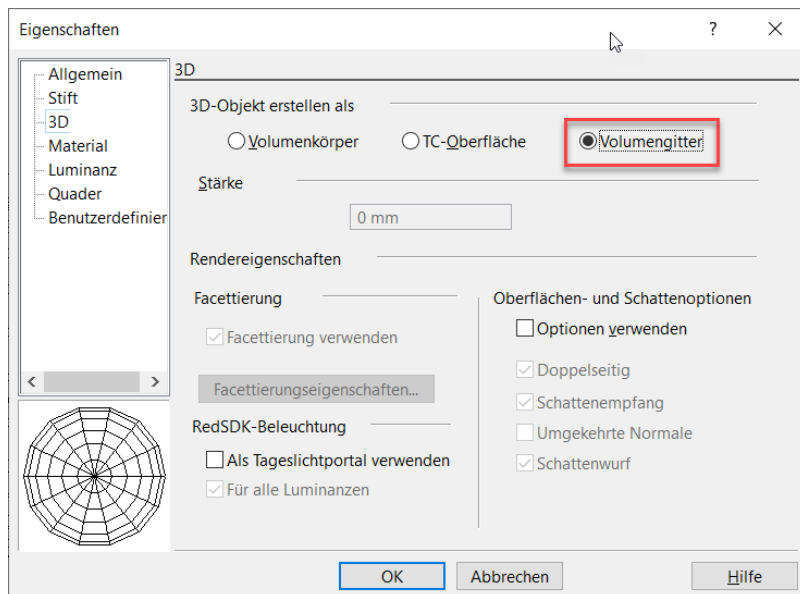 Eigenschaften
?
Allgemein
Stift
3D
Material
Luminanz
Quader
Benutzerdefinier
3D
3D-Objekt erstellen als
Volumenkörper TC-Oberfläche Volumengitter
Stärke
0 mm
Rendereigenschaften
Facettierung
Facettierung verwenden
Facettierungseigenschaften...
RedSDK-Beleuchtung
Als Tageslichtportal verwenden
Für alle Luminanzen
Oberflächen- und Schattenoptionen
Optionen verwenden
Doppelseitig
Schattenempfang
Umgekehrte Normale
Schattenwurf
OK Abbrechen Hilfe